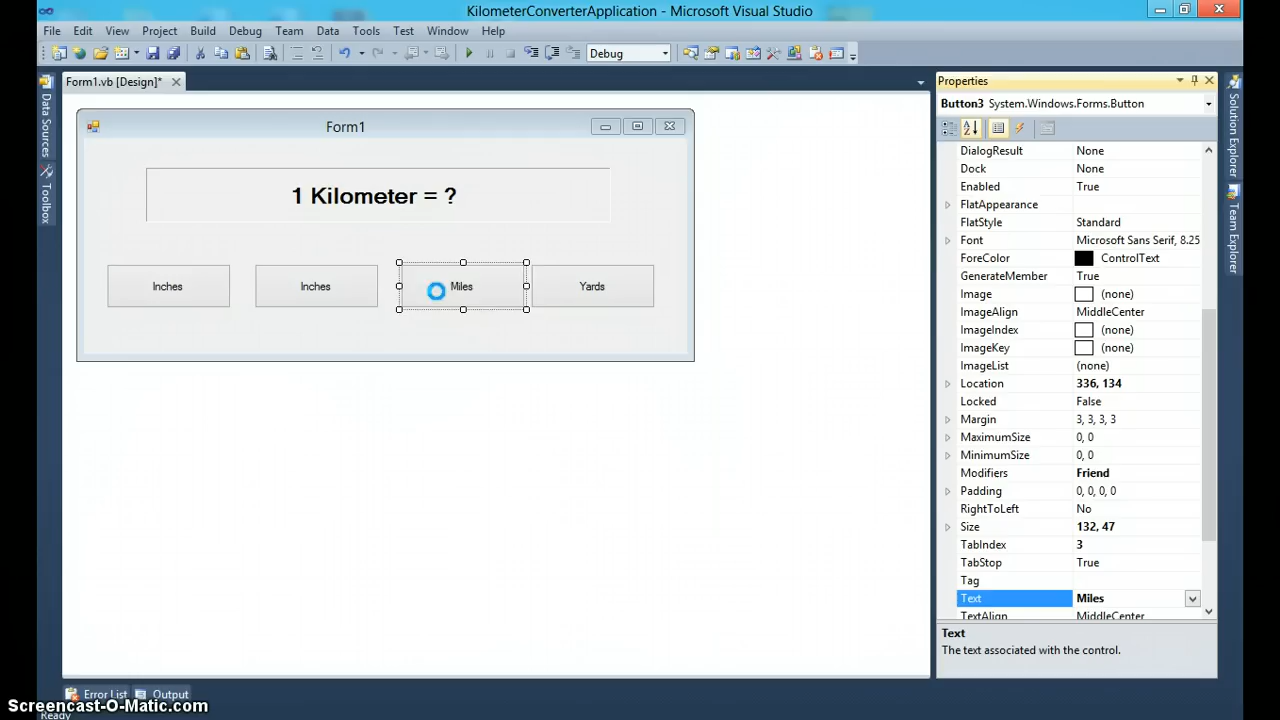 KilometerConverterApplication - Microsoft Visual Studio
File Edit View Project Build Debug Team Data Tools Test Window Help
Debug
Form1.vb [Design]*
Data Sources
Toolbox
Form1
1 Kilometer = ?
Inches Inches Miles Yards
Properties
Button3 System.Windows.Forms.Button
DialogResult None
Dock None
Enabled True
FlatAppearance
FlatStyle Standard
Font Microsoft Sans Serif, 8.25
ForeColor ControlText
GenerateMember True
Image (none)
ImageAlign MiddleCenter
ImageIndex (none)
ImageKey (none)
ImageList (none)
Location 336, 134
Locked False
Margin 3, 3, 3, 3
MaximumSize 0, 0
MinimumSize 0, 0
Modifiers Friend
Padding 0, 0, 0, 0
RightToLeft No
Size 132, 47
TabIndex 3
TabStop True
Tag
Text Miles
TextAlign MiddleCenter
Text
The text associated with the control.
Solution Explorer
Team Explorer
Error List Output
Screencast-O-Matic.com
Ready